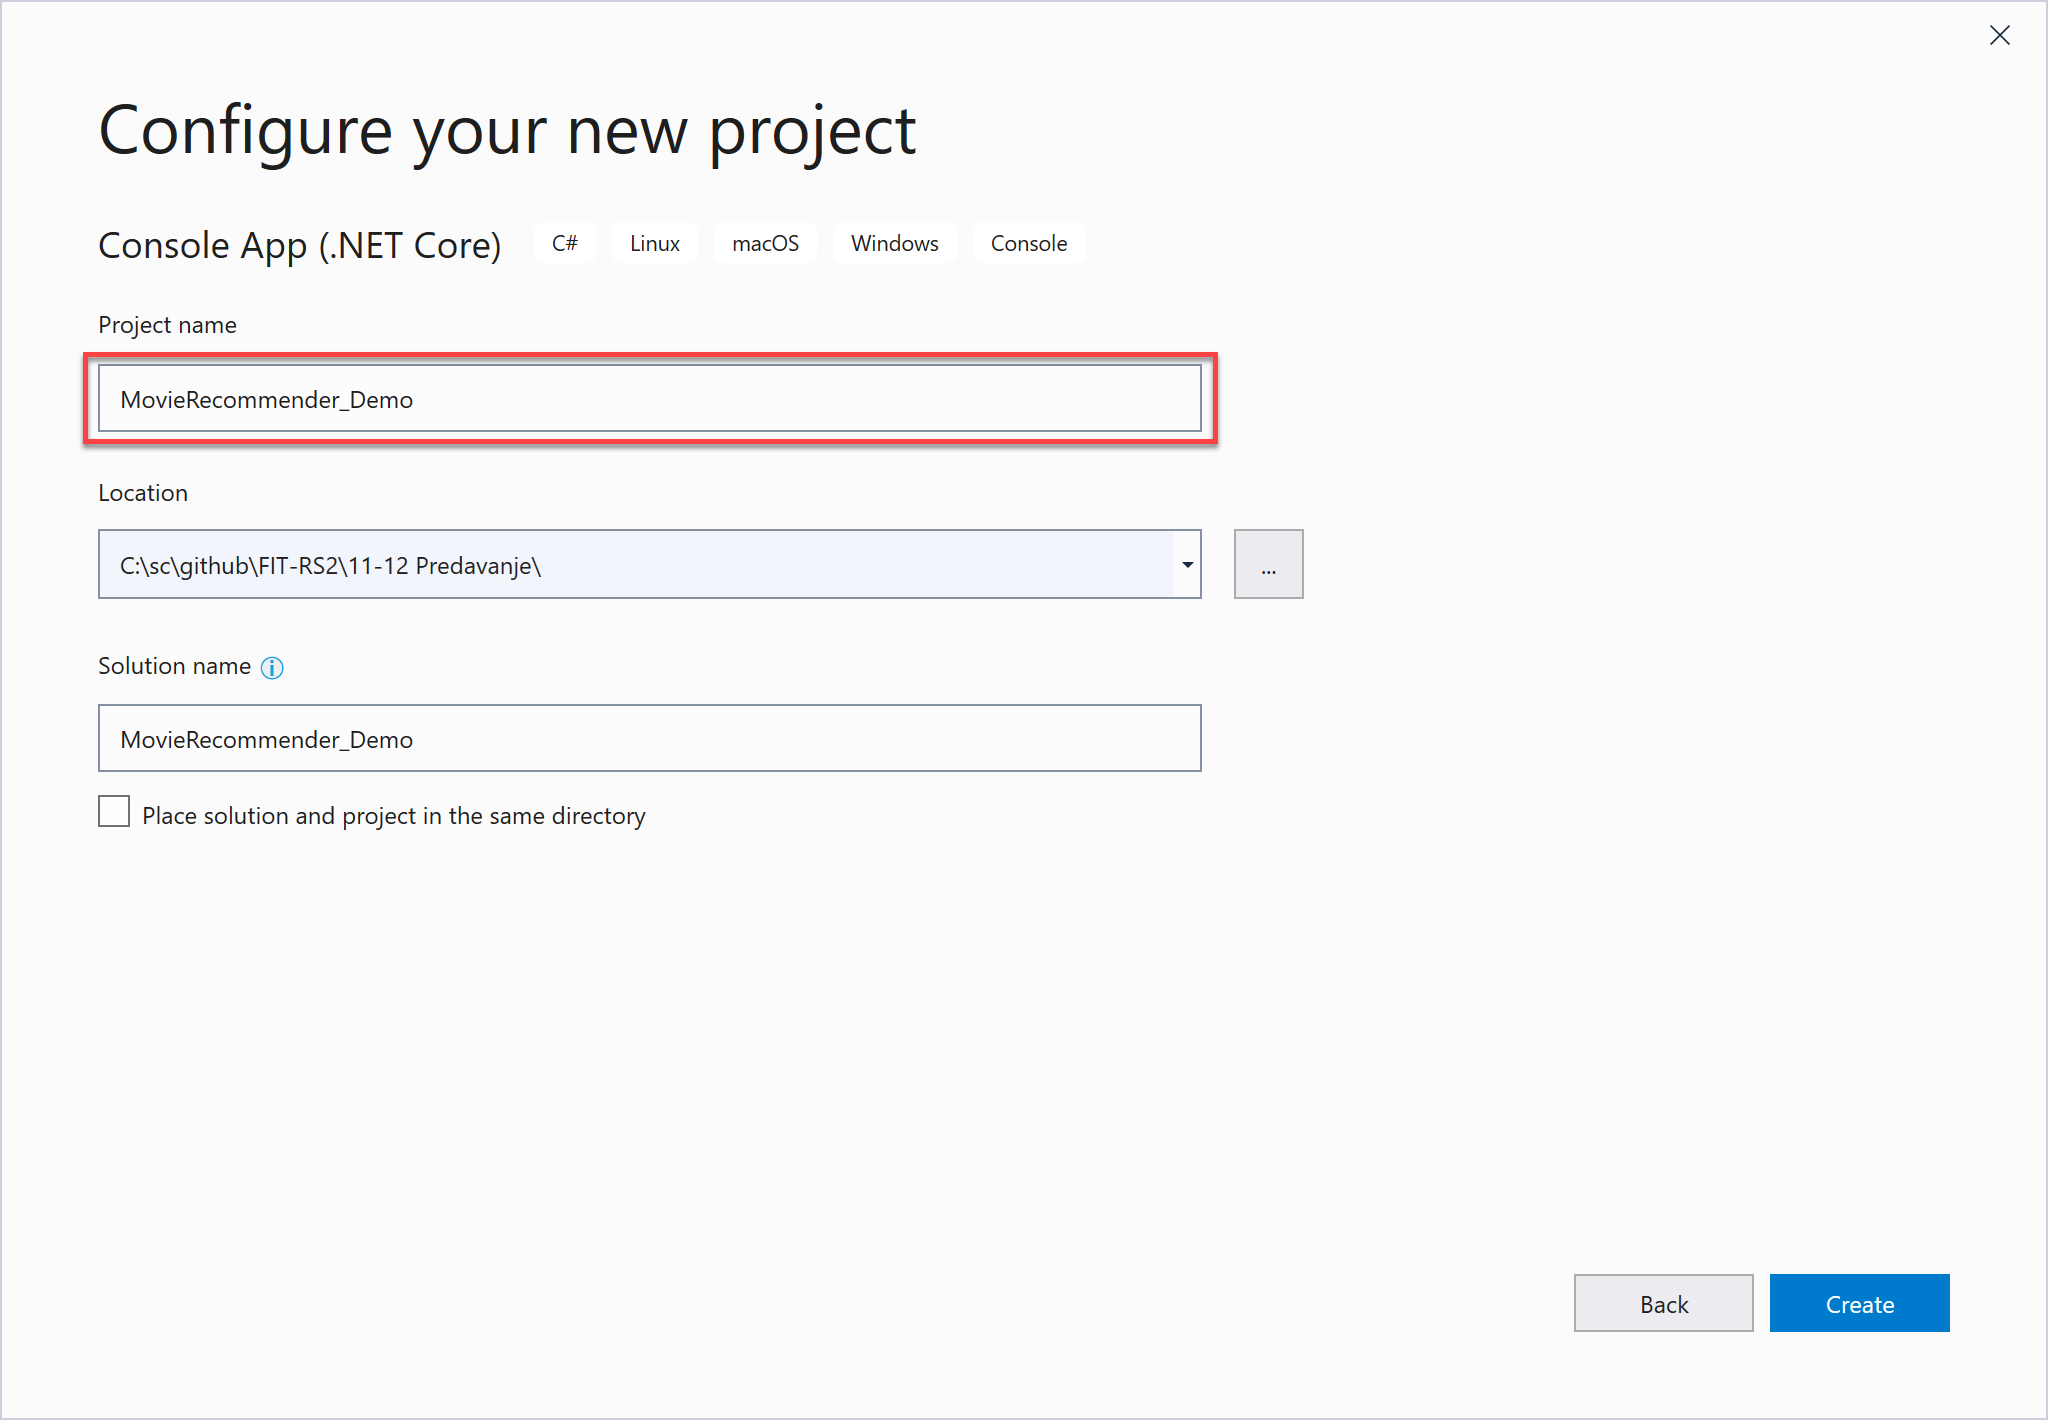 Configure your new project
Console App (.NET Core) C# Linux macOS Windows Console
Project name
MovieRecommender_Demo
Location
C:\sc\github\FIT-RS2\11-12 Predavanje\
...
Solution name
MovieRecommender_Demo
Place solution and project in the same directory
Back Create